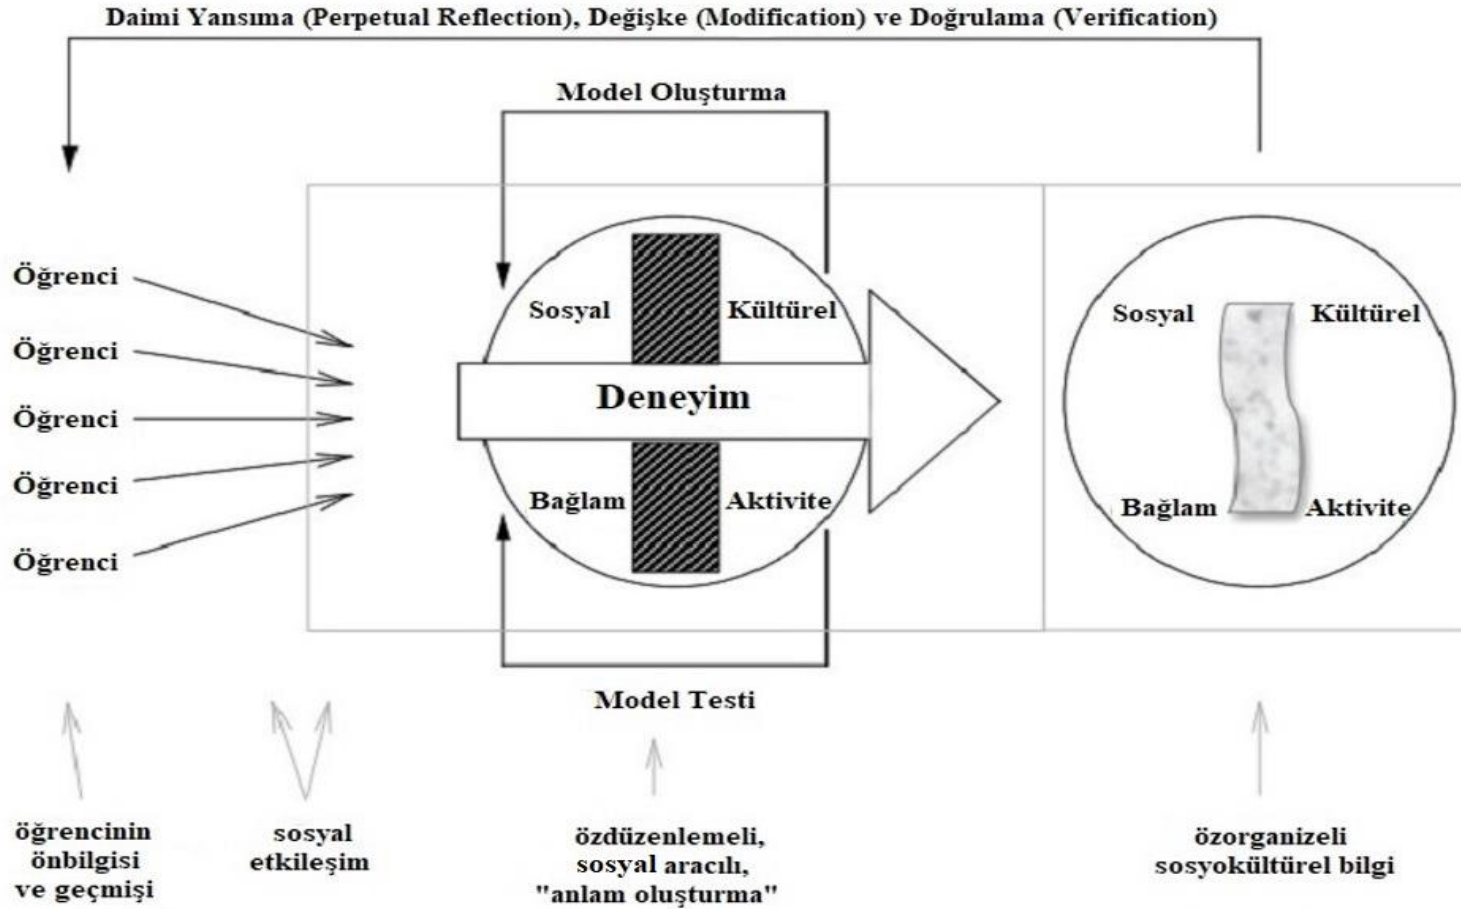 Daimi Yansıma (Perpetual Reflection), Değişke (Modification) ve Doğrulama (Verification)
Model Oluşturma
Öğrenci
Öğrenci
Öğrenci
Öğrenci
Öğrenci
Sosyal
Kültürel
Deneyim
Bağlam
Aktivite
Sosyal
Kültürel
Bağlam
Aktivite
Model Testi
öğrencinin
önbilgisi
ve geçmişi
sosyal
etkileşim
özdüzenlemeli,
sosyal aracılı,
"anlam oluşturma"
özorganizeli
sosyokültürel bilgi